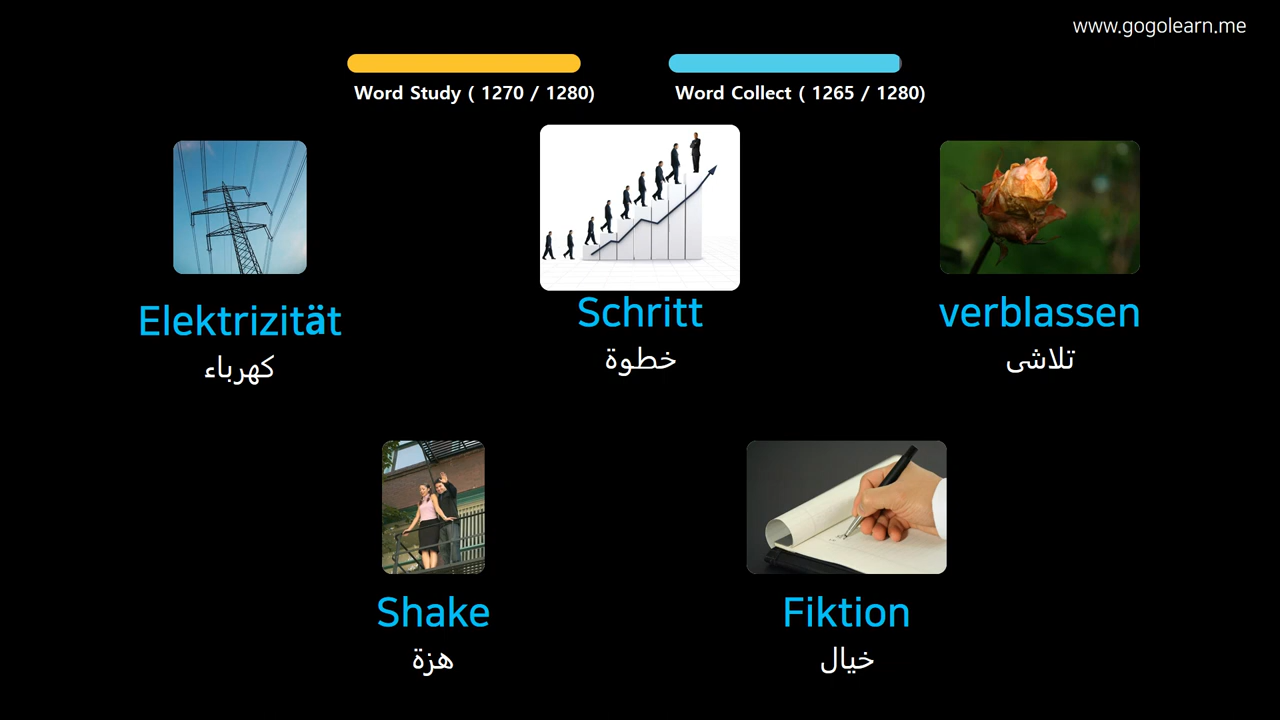 www.gogolearn.me
Word Study ( 1270 / 1280)
Word Collect ( 1265 / 1280)
Elektrizität
كهرباء
Schritt
خطوة
verblassen
تلاشى
Shake
هزة
Fiktion
خيال